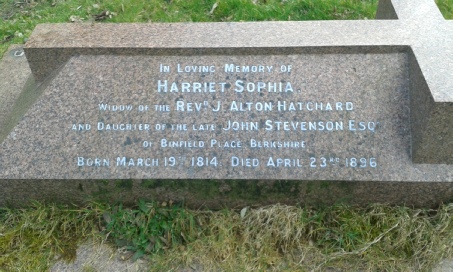 In Loving Memory of
Harriet Sophia
Widow of the Revd J. Alton Hatchard
and Daughter of the late John Stevenson Esq
of Binfield Place, Berkshire
Born March 19th 1814, Died April 23rd 1896